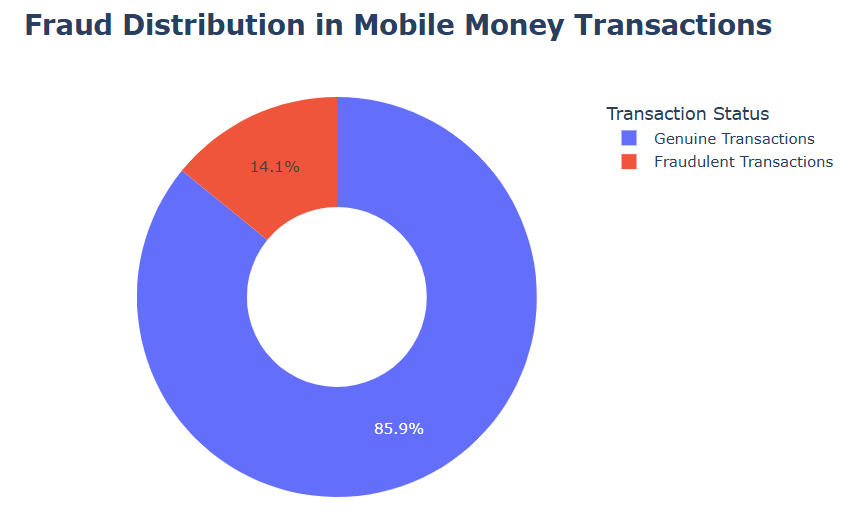 Fraud Distribution in Mobile Money Transactions
Transaction Status
Genuine Transactions
Fraudulent Transactions
14.1%
85.9%